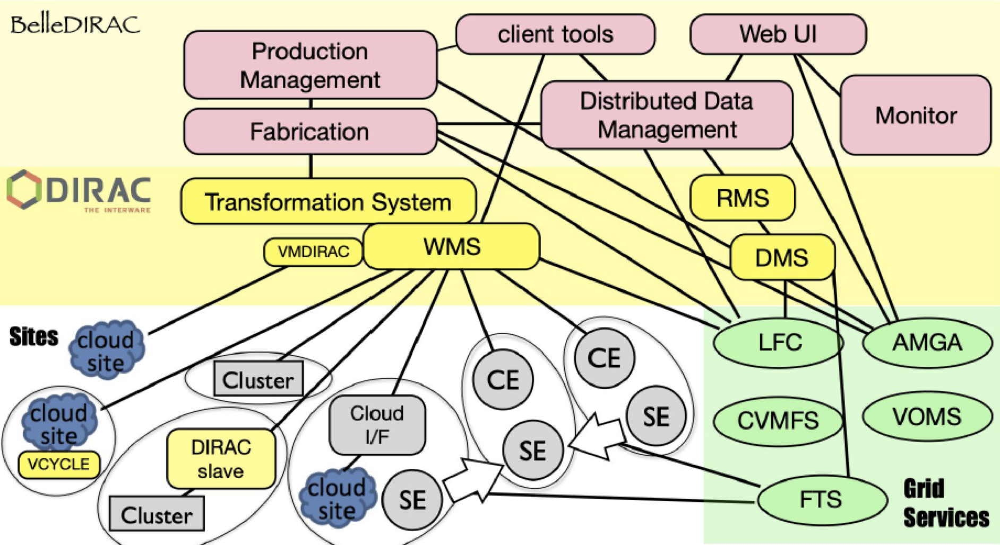 BelleDIRAC
client tools
Web UI
Production
Management
Distributed Data
Management
Monitor
Fabrication
DIRAC
THE INTERWARE
Transformation System
RMS
WMS
VMDIRAC
DMS
Sites
cloud
site
LFC
AMGA
CE
CE
Cluster
cloud
site
VCYCLE
Cloud
I/F
SE
CVMFS
VOMS
DIRAC
slave
SE
cloud
site
SE
FTS
Grid
Services
Cluster